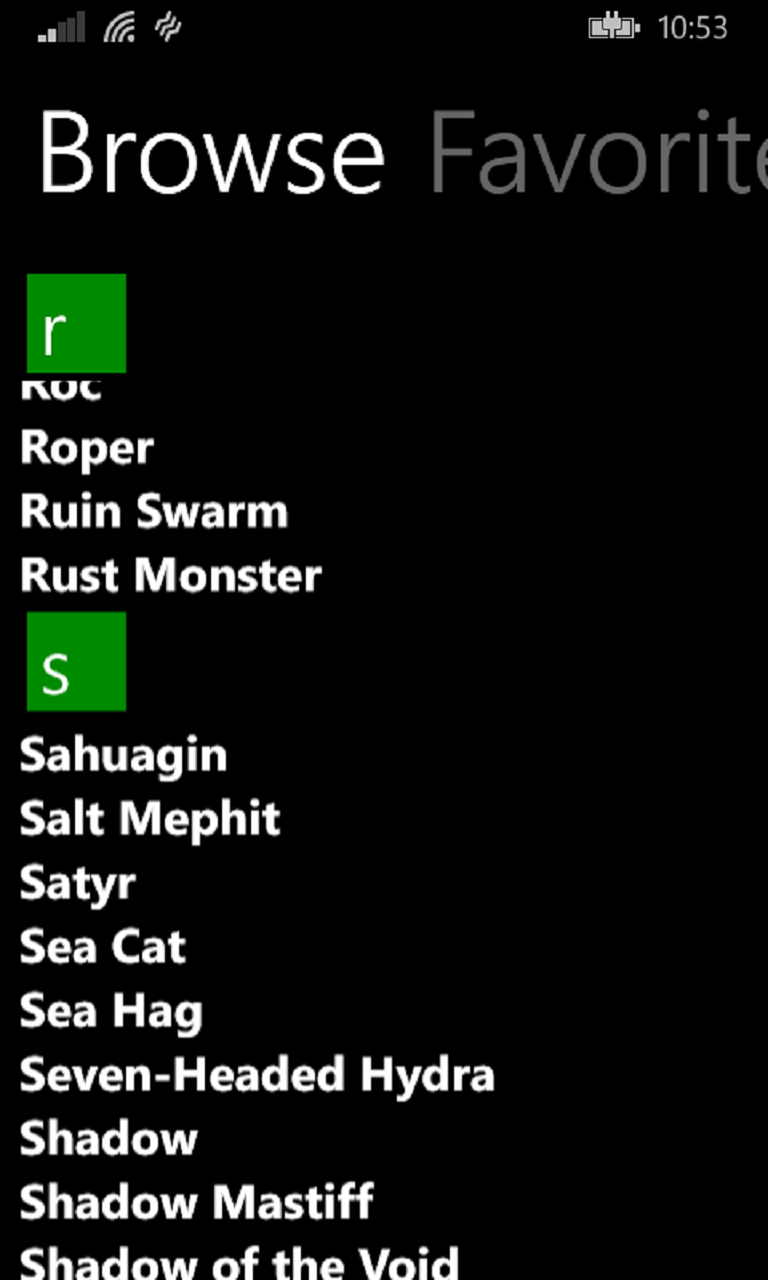 10:53
Browse Favorite
r
Roc
Roper
Ruin Swarm
Rust Monster
s
Sahuagin
Salt Mephit
Satyr
Sea Cat
Sea Hag
Seven-Headed Hydra
Shadow
Shadow Mastiff
Shadow of the Void